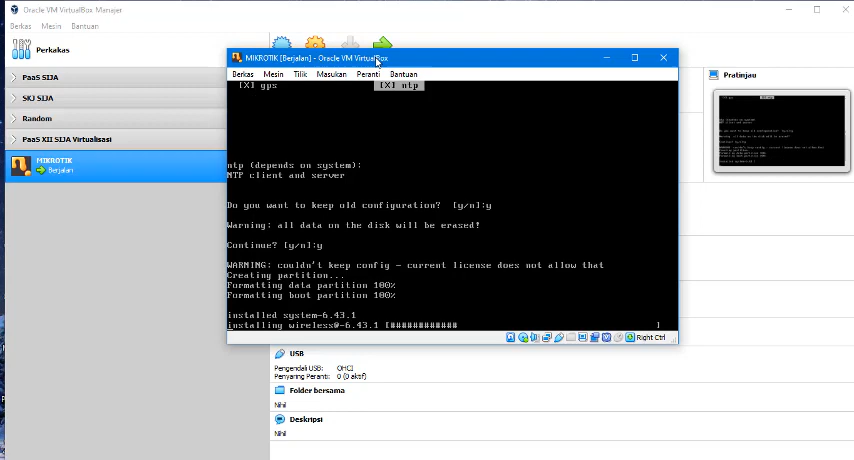 Oracle VM VirtualBox Manajer
Berkas Mesin Bantuan
Perkakas
PaaS SIJA
SKJ SIJA
Random
PaaS XII SIJA Virtualisasi
MIKROTIK
Berjalan
MIKROTIK [Berjalan] - Oracle VM VirtualBox
Berkas Mesin Tilik Masukan Peranti Bantuan
[X] gps [X] ntp
ntp (depends on system):
NTP client and server
Do you want to keep old configuration? [y/n]:y
Warning: all data on the disk will be erased!
Continue? [y/n]:y
WARNING: couldn't keep config - current license does not allow that
Creating partition...
Formatting data partition 100%
Formatting boot partition 100%
installed system-6.43.1
installing wireless@-6.43.1 [############ ]
Right Ctrl
Pratinjau
USB
Pengendali USB: OHCI
Penyaring Peranti: 0 (0 aktif)
Folder bersama
Nihil
Deskripsi
Nihil